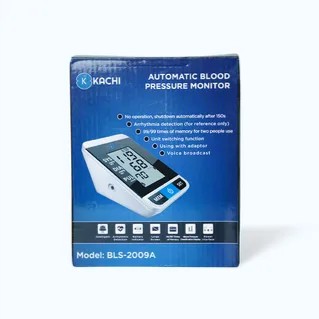 KACHI
AUTOMATIC BLOOD
PRESSURE MONITOR
No operation, shutdown automatically after 150s
Arrhythmia detection (for reference only)
99/99 times of memory for two people use
Unit switching function
Using with adaptor
Voice broadcast
MEM
Model: BLS-2009A